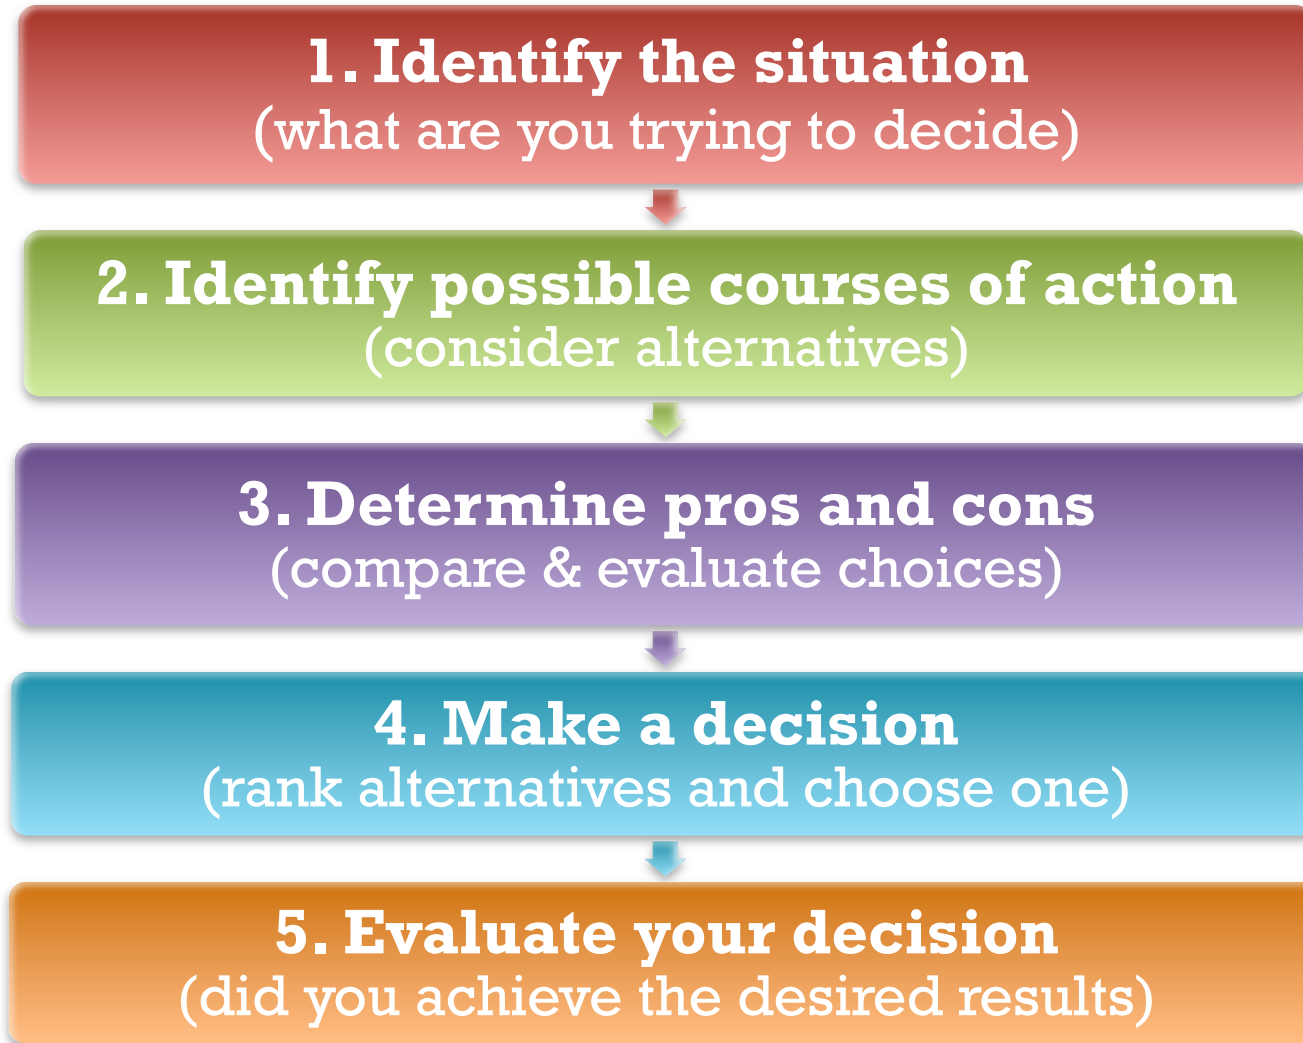 1. Identify the situation
(what are you trying to decide)
2. Identify possible courses of action
(consider alternatives)
3. Determine pros and cons
(compare & evaluate choices)
4. Make a decision
(rank alternatives and choose one)
5. Evaluate your decision
(did you achieve the desired results)